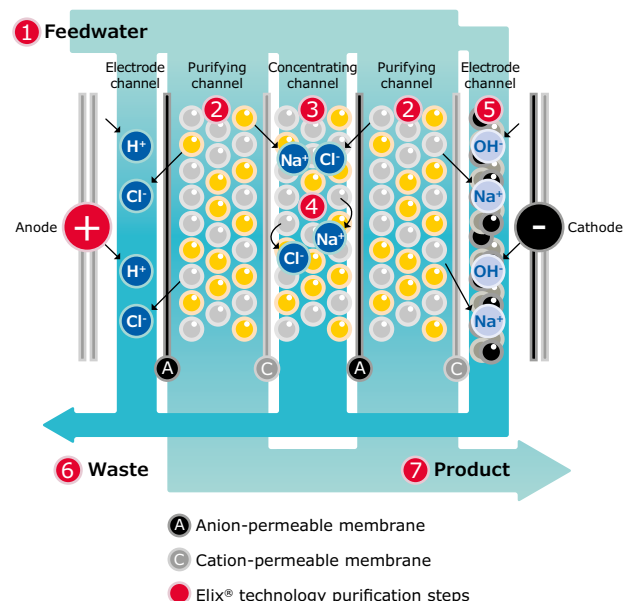 1 Feedwater
Electrode channel
Purifying channel
Concentrating channel
Purifying channel
Electrode channel
2
3
2
5
H+
Na+
Cl-
OH-
Cl-
Na+
4
Anode
+
Na+
-
Cathode
Cl-
H+
OH-
Cl-
Na+
A
C
A
C
6 Waste
7 Product
A Anion-permeable membrane
C Cation-permeable membrane
Elix® technology purification steps